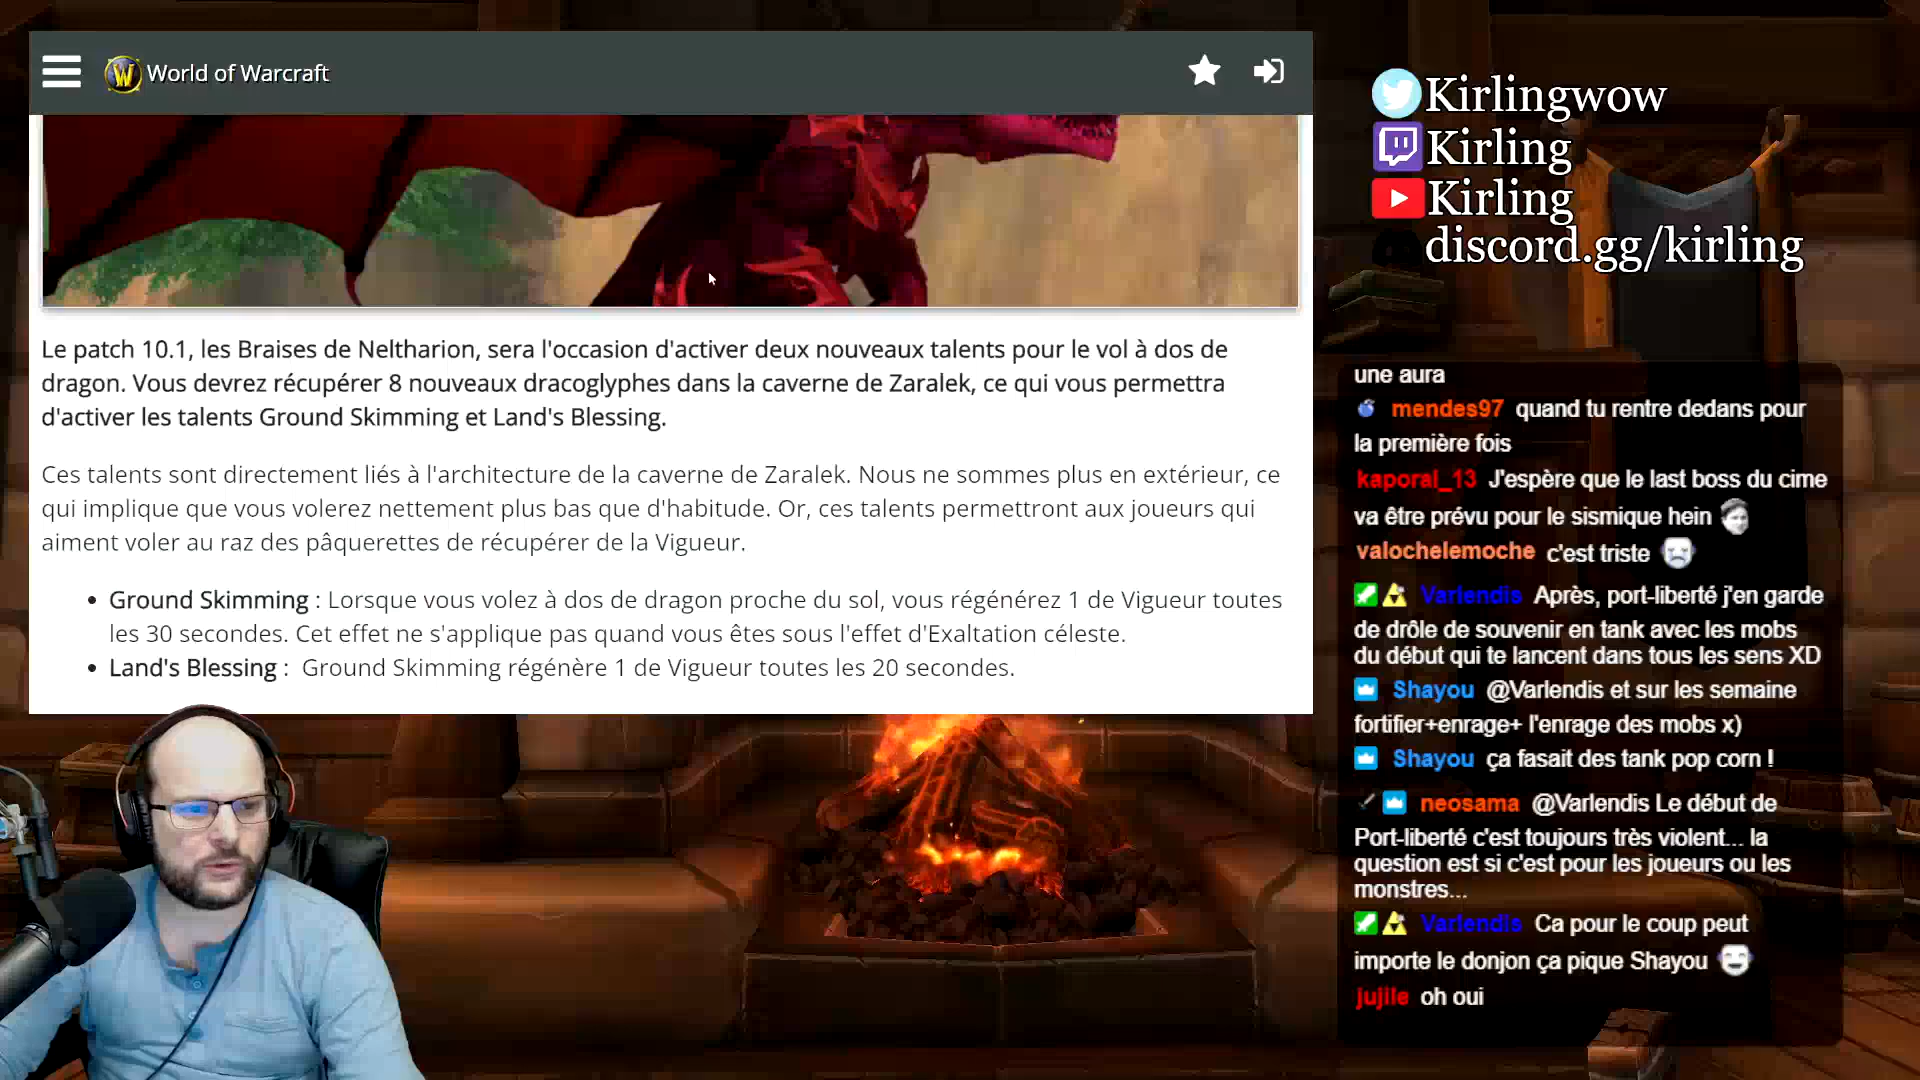 World of Warcraft
Le patch 10.1, les Braises de Neltharion, sera l'occasion d'activer deux nouveaux talents pour le vol à dos de
dragon. Vous devrez récupérer 8 nouveaux dracoglyphes dans la caverne de Zaralek, ce qui vous permettra
d'activer les talents Ground Skimming et Land's Blessing.
Ces talents sont directement liés à l'architecture de la caverne de Zaralek. Nous ne sommes plus en extérieur, ce
qui implique que vous volerez nettement plus bas que d'habitude. Or, ces talents permettront aux joueurs qui
aiment voler au raz des pâquerettes de récupérer de la Vigueur.
• Ground Skimming : Lorsque vous volez à dos de dragon proche du sol, vous régénérez 1 de Vigueur toutes
les 30 secondes. Cet effet ne s'applique pas quand vous êtes sous l'effet d'Exaltation céleste.
• Land's Blessing : Ground Skimming régénère 1 de Vigueur toutes les 20 secondes.
Kirlingwow
Kirling
Kirling
discord.gg/kirling
une aura
mendes97 quand tu rentre dedans pour
la première fois
kaporal_13 J'espère que le last boss du cime
va être prévu pour le sismique hein
valochelemoche c'est triste
Varlendis Après, port-liberté j'en garde
de drôle de souvenir en tank avec les mobs
du début qui te lancent dans tous les sens XD
Shayou @Varlendis et sur les semaine
fortifier+enrage+ l'enrage des mobs x)
Shayou ça fasait des tank pop corn !
neosama @Varlendis Le début de
Port-liberté c'est toujours très violent... la
question est si c'est pour les joueurs ou les
monstres...
Varlendis Ca pour le coup peut
importe le donjon ça pique Shayou
jujile oh oui